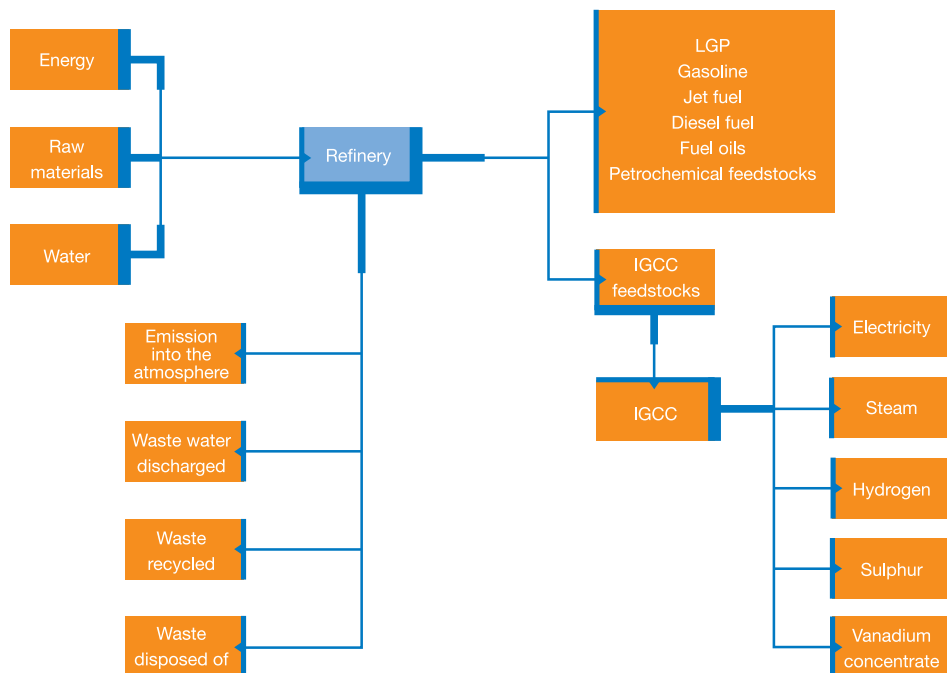 Energy
Raw
materials
Water
Refinery
LGP
Gasoline
Jet fuel
Diesel fuel
Fuel oils
Petrochemical feedstocks
IGCC
feedstocks
IGCC
Electricity
Steam
Hydrogen
Sulphur
Vanadium
concentrate
Emission
into the
atmosphere
Waste water
discharged
Waste
recycled
Waste
disposed of